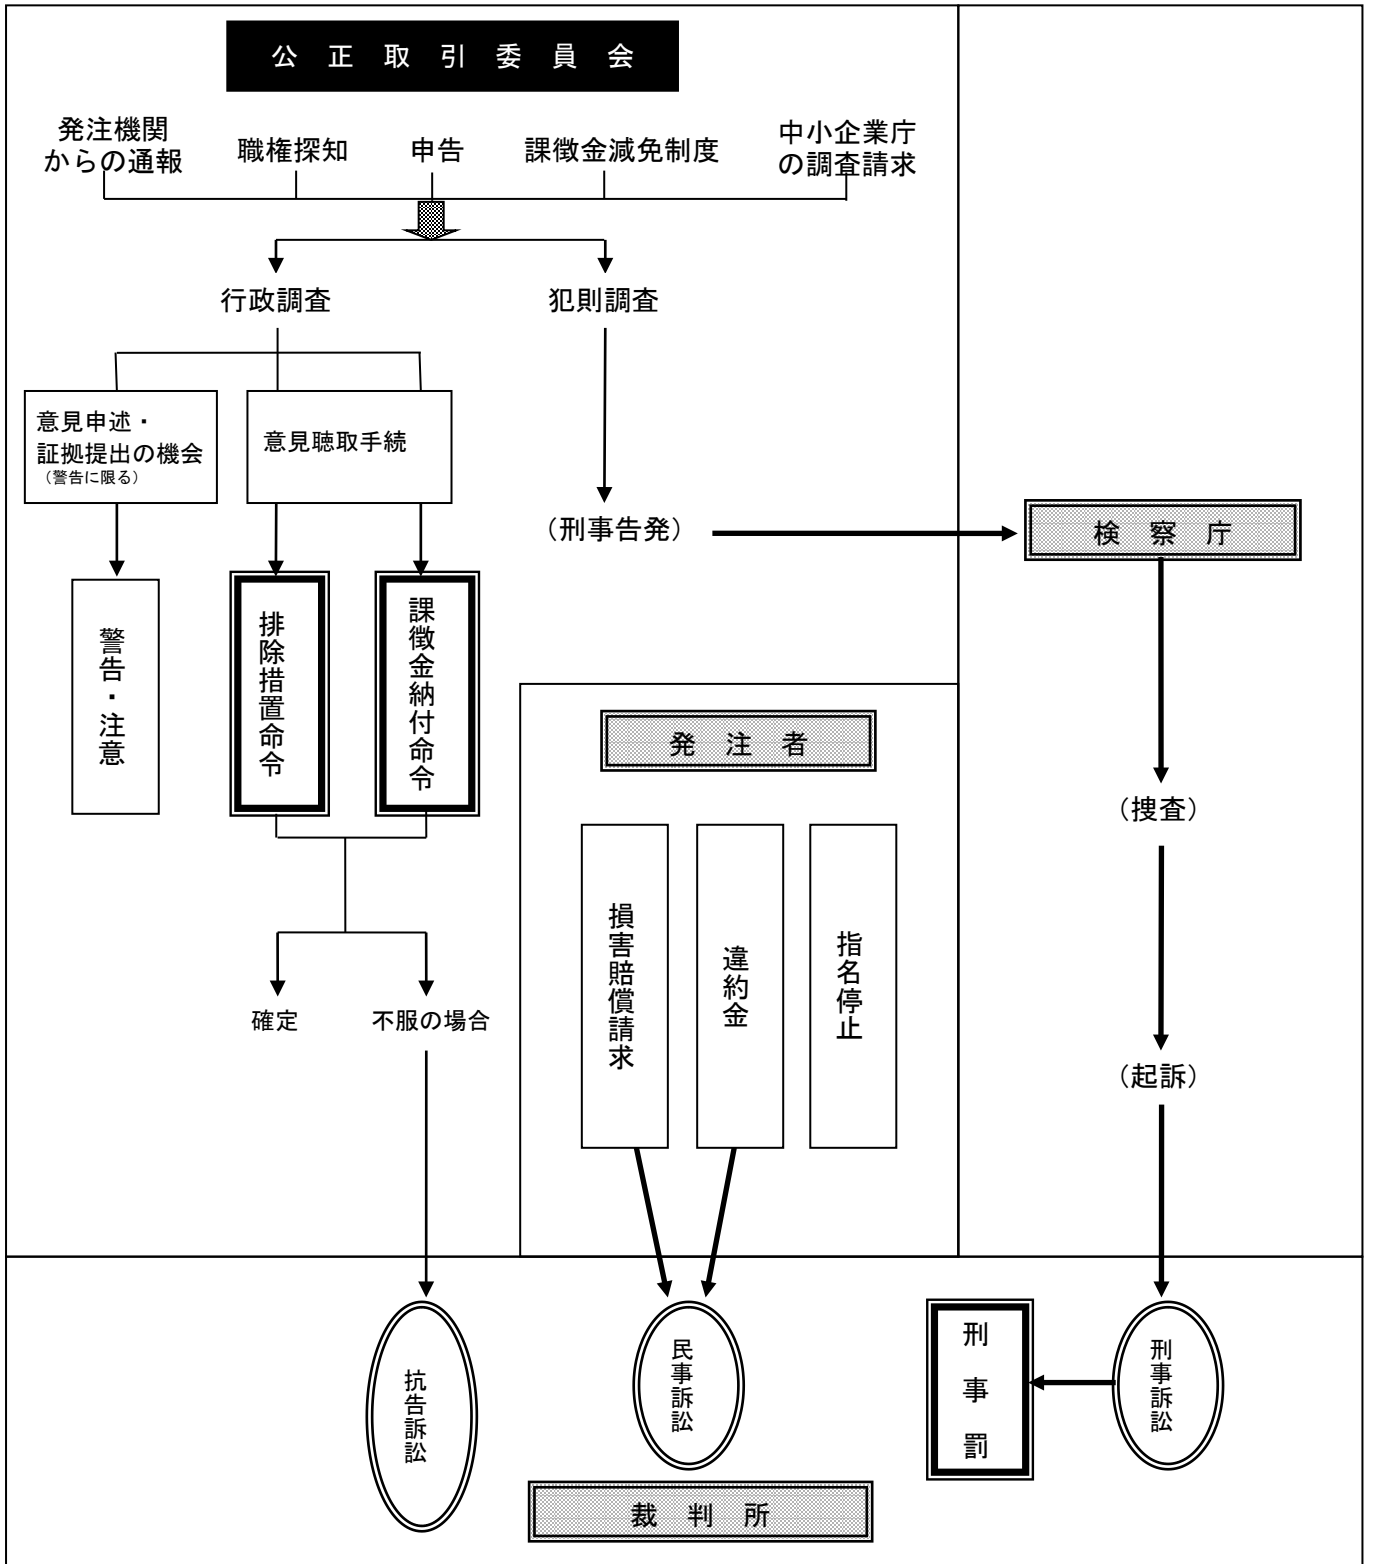 公正取引委員会
発注機関
からの通報
職権探知
申告
課徴金減免制度
中小企業庁
の調査請求
行政調査
犯則調査
意見申述・
証拠提出の機会
（警告に限る）
意見聴取手続
（刑事告発）
検察庁
警告・注意
排除措置命令
課徴金納付命令
発注者
（捜査）
損害賠償請求
違約金
指名停止
確定
不服の場合
（起訴）
抗告訴訟
民事訴訟
刑事罰
刑事訴訟
裁判所